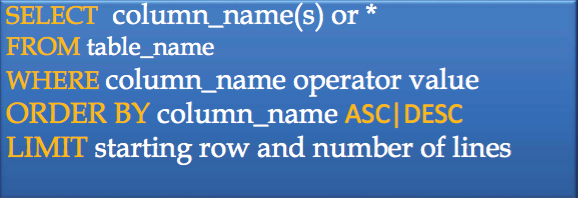 SELECT column_name(s) or *
FROM table_name
WHERE column_name operator value
ORDER BY column_name ASC|DESC
LIMIT starting row and number of lines